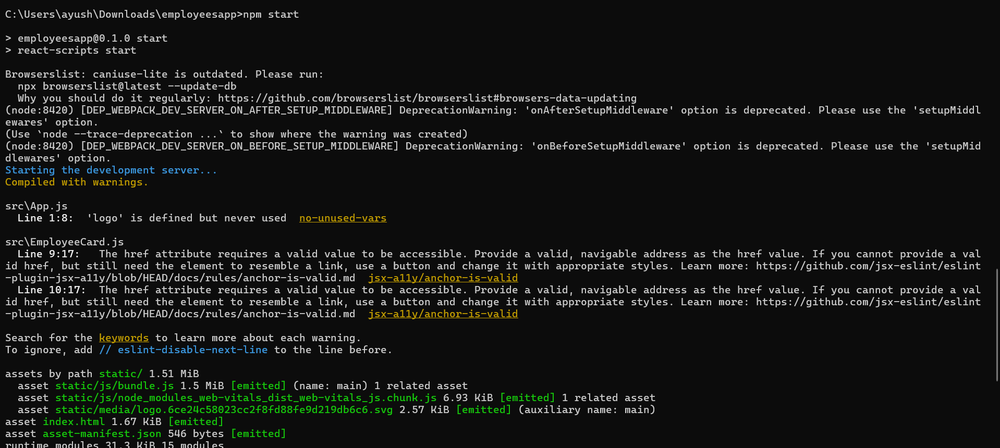 C:\Users\ayush\Downloads\employeesapp>npm start
> employeesapp@0.1.0 start
> react-scripts start
Browserslist: caniuse-lite is outdated. Please run:
  npx browserslist@latest --update-db
  Why you should do it regularly: https://github.com/browserslist/browserslist#browsers-data-updating
(node:8420) [DEP_WEBPACK_DEV_SERVER_ON_AFTER_SETUP_MIDDLEWARE] DeprecationWarning: 'onAfterSetupMiddleware' option is deprecated. Please use the 'setupMiddl
ewares' option.
(Use `node --trace-deprecation ...` to show where the warning was created)
(node:8420) [DEP_WEBPACK_DEV_SERVER_ON_BEFORE_SETUP_MIDDLEWARE] DeprecationWarning: 'onBeforeSetupMiddleware' option is deprecated. Please use the 'setupMid
dlewares' option.
Starting the development server...
Compiled with warnings.
src\App.js
  Line 1:8:  'logo' is defined but never used  no-unused-vars
src\EmployeeCard.js
  Line 9:17:   The href attribute requires a valid value to be accessible. Provide a valid, navigable address as the href value. If you cannot provide a val
id href, but still need the element to resemble a link, use a button and change it with appropriate styles. Learn more: https://github.com/jsx-eslint/eslint
-plugin-jsx-a11y/blob/HEAD/docs/rules/anchor-is-valid.md  jsx-a11y/anchor-is-valid
  Line 10:17:  The href attribute requires a valid value to be accessible. Provide a valid, navigable address as the href value. If you cannot provide a val
id href, but still need the element to resemble a link, use a button and change it with appropriate styles. Learn more: https://github.com/jsx-eslint/eslint
-plugin-jsx-a11y/blob/HEAD/docs/rules/anchor-is-valid.md  jsx-a11y/anchor-is-valid
Search for the keywords to learn more about each warning.
To ignore, add // eslint-disable-next-line to the line before.
assets by path static/ 1.51 MiB
  asset static/js/bundle.js 1.5 MiB [emitted] (name: main) 1 related asset
  asset static/js/node_modules_web-vitals_dist_web-vitals_js.chunk.js 6.93 KiB [emitted] 1 related asset
  asset static/media/logo.6ce24c58023cc2f8fd88fe9d219db6c6.svg 2.57 KiB [emitted] (auxiliary name: main)
asset index.html 1.67 KiB [emitted]
asset asset-manifest.json 546 bytes [emitted]
runtime modules 31.3 KiB 15 modules